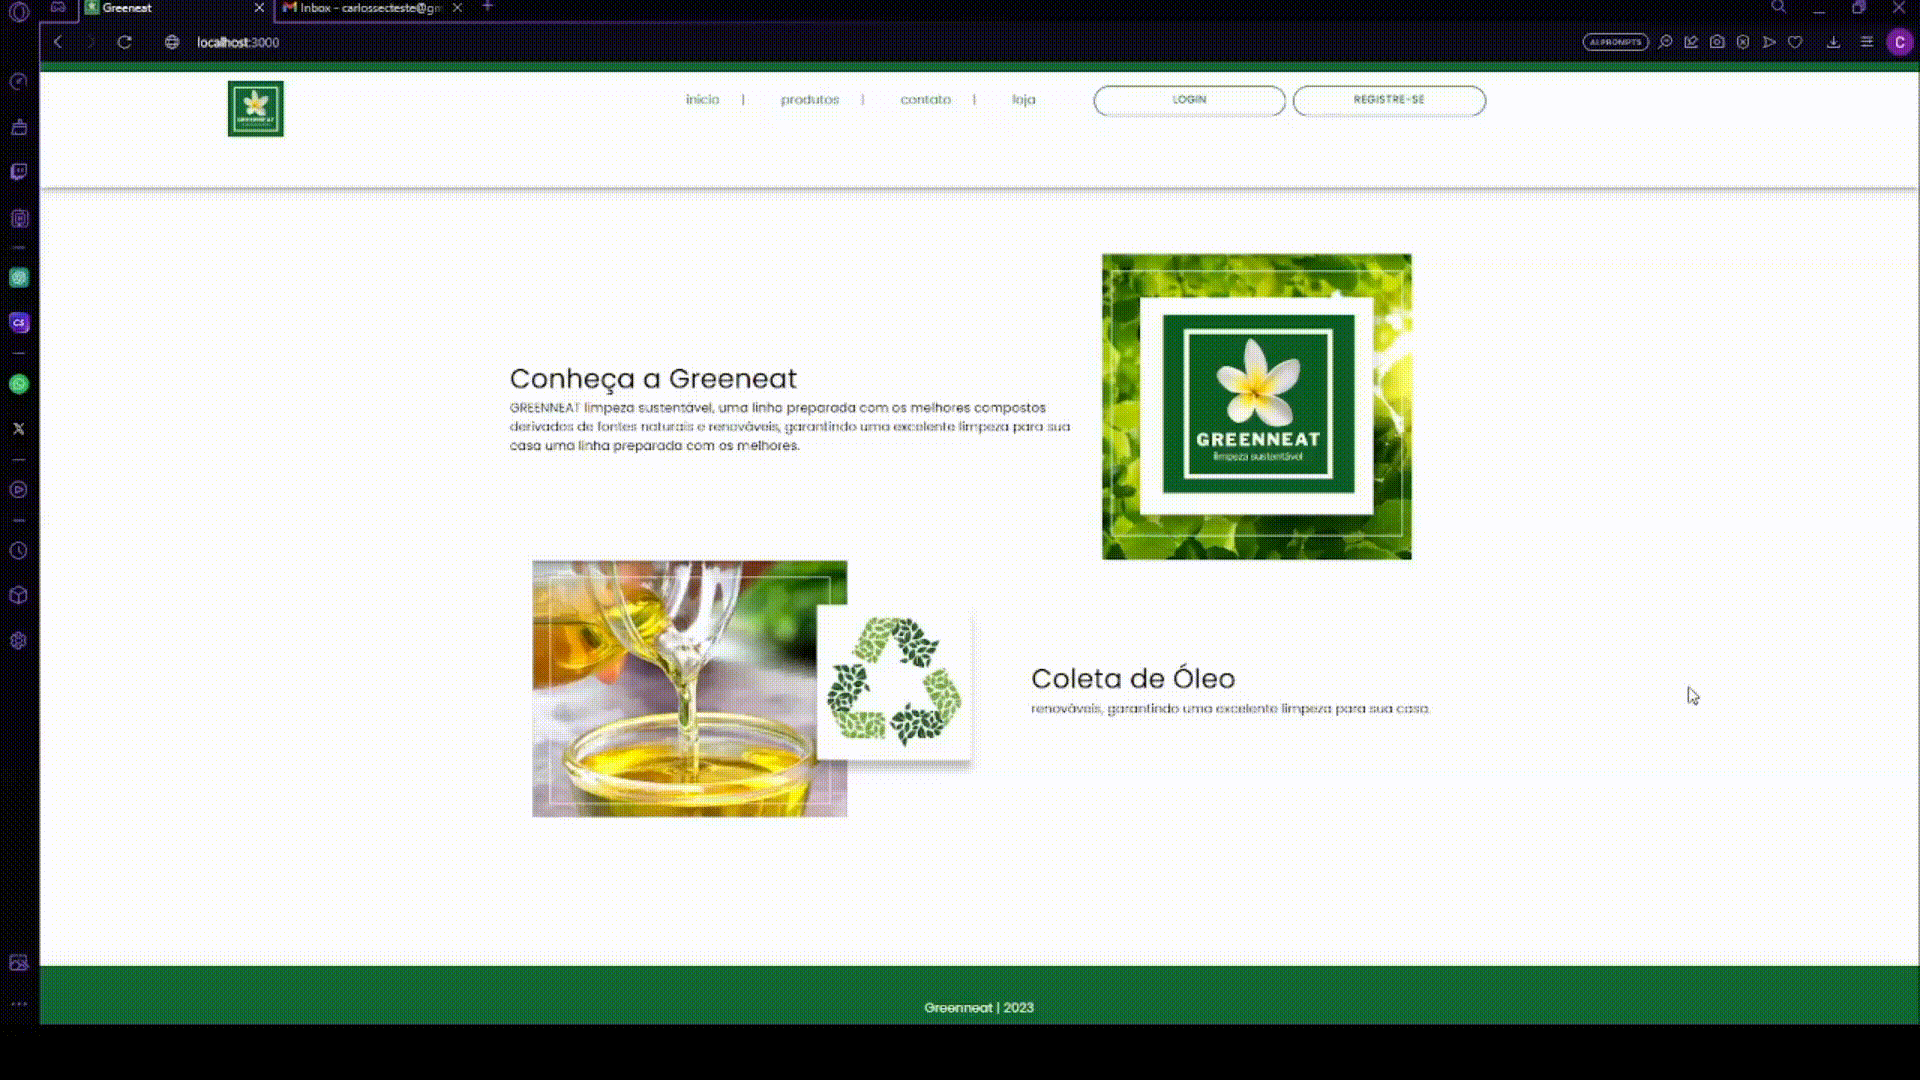 Greeneat
Inbox - carlossecteste@gm
localhost:3000
AI PROMPTS
C
CS
início | produtos | contato | loja
LOGIN
REGISTRE-SE
Conheça a Greeneat
GREENNEAT limpeza sustentável, uma linha preparada com os melhores compostos
derivados de fontes naturais e renováveis, garantindo uma excelente limpeza para sua
casa uma linha preparada com os melhores.
GREENNEAT
limpeza sustentável
Coleta de Óleo
renováveis, garantindo uma excelente limpeza para sua casa.
Greenneat | 2023